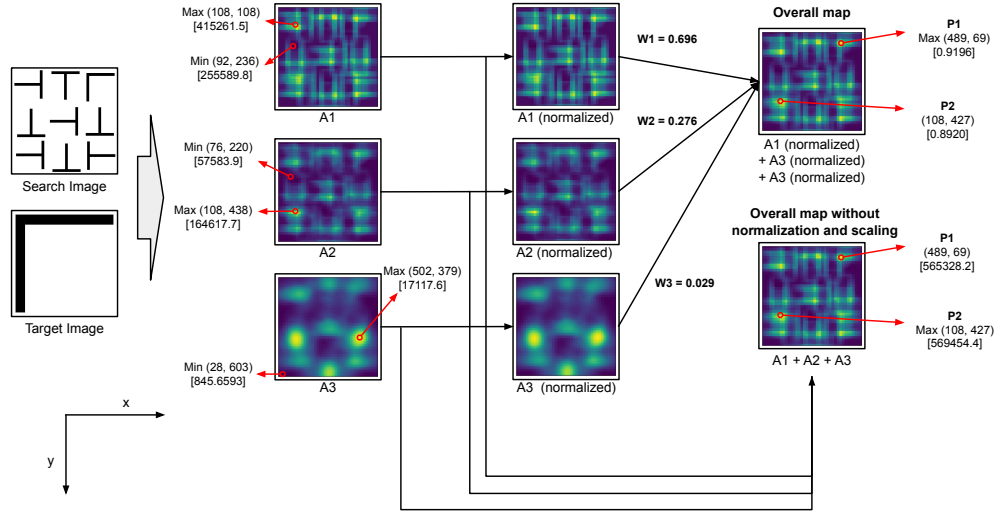 Search Image
Target Image
x
y
Max (108, 108)
[415261.5]
Min (92, 236)
[255589.8]
A1
Min (76, 220)
[57583.9]
Max (108, 438)
[164617.7]
A2
Max (502, 379)
[17117.6]
Min (28, 603)
[845.6593]
A3
A1 (normalized)
A2 (normalized)
A3  (normalized)
W1 = 0.696
W2 = 0.276
W3 = 0.029
Overall map
P1
Max (489, 69)
[0.9196]
P2
(108, 427)
[0.8920]
A1 (normalized)
+ A3 (normalized)
+ A3 (normalized)
Overall map without
normalization and scaling
P1
(489, 69)
[565328.2]
P2
Max (108, 427)
[569454.4]
A1 + A2 + A3